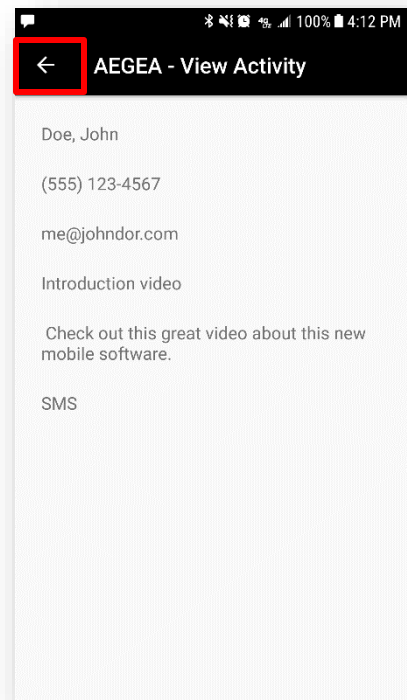 4G 100% 4:12 PM
AEGEA - View Activity
Doe, John
(555) 123-4567
me@johndor.com
Introduction video
Check out this great video about this new
mobile software.
SMS